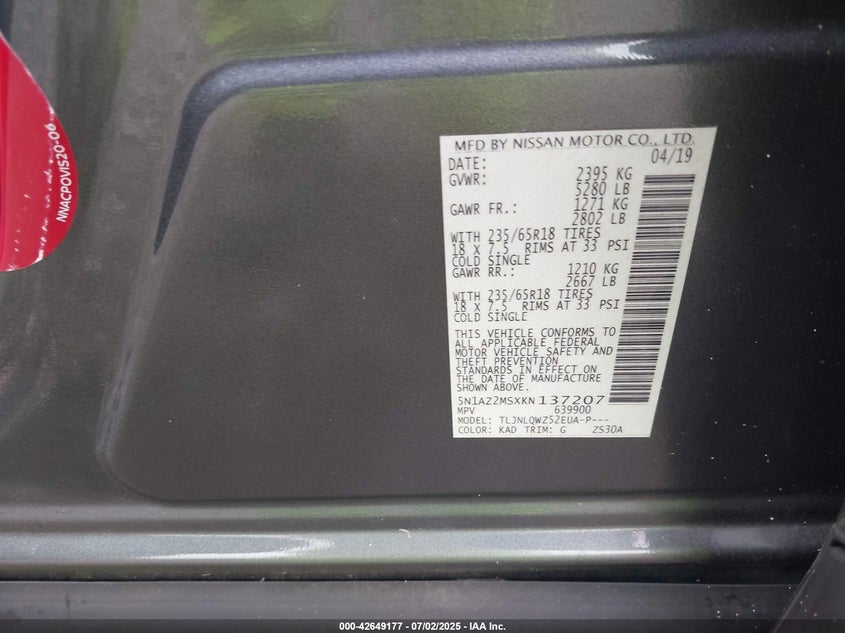 NNACPOVIS20-06
MFD BY NISSAN MOTOR CO., LTD.
DATE: 04/19
GVWR: 2395 KG
5280 LB
GAWR FR.: 1271 KG
2802 LB
WITH 235/65R18 TIRES
18 X 7.5 RIMS AT 33 PSI
COLD SINGLE
GAWR RR.: 1210 KG
2667 LB
WITH 235/65R18 TIRES
18 X 7.5 RIMS AT 33 PSI
COLD SINGLE
THIS VEHICLE CONFORMS TO
ALL APPLICABLE FEDERAL
MOTOR VEHICLE SAFETY AND
THEFT PREVENTION
STANDARDS IN EFFECT ON
THE DATE OF MANUFACTURE
SHOWN ABOVE.
5N1AZ2MSXKN 137207
MPV 639900
MODEL: TLJNLQWZ52EUA-P---
COLOR: KAD TRIM: G ZS30A
000-42649177 - 07/02/2025 - IAA Inc.